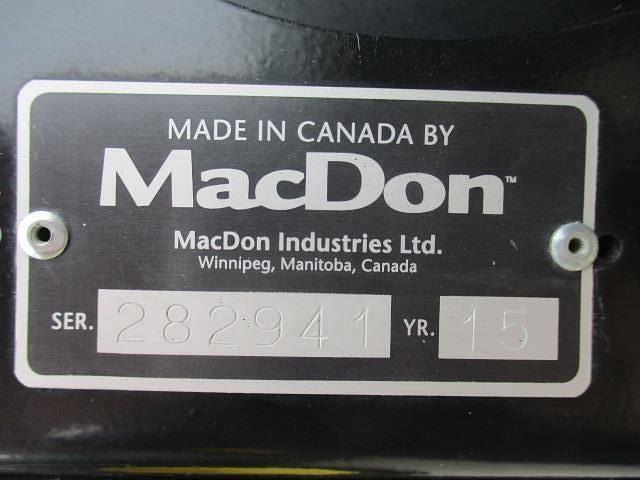 MADE IN CANADA BY
MacDon™
MacDon Industries Ltd.
Winnipeg, Manitoba, Canada
SER. 282941 YR. 15